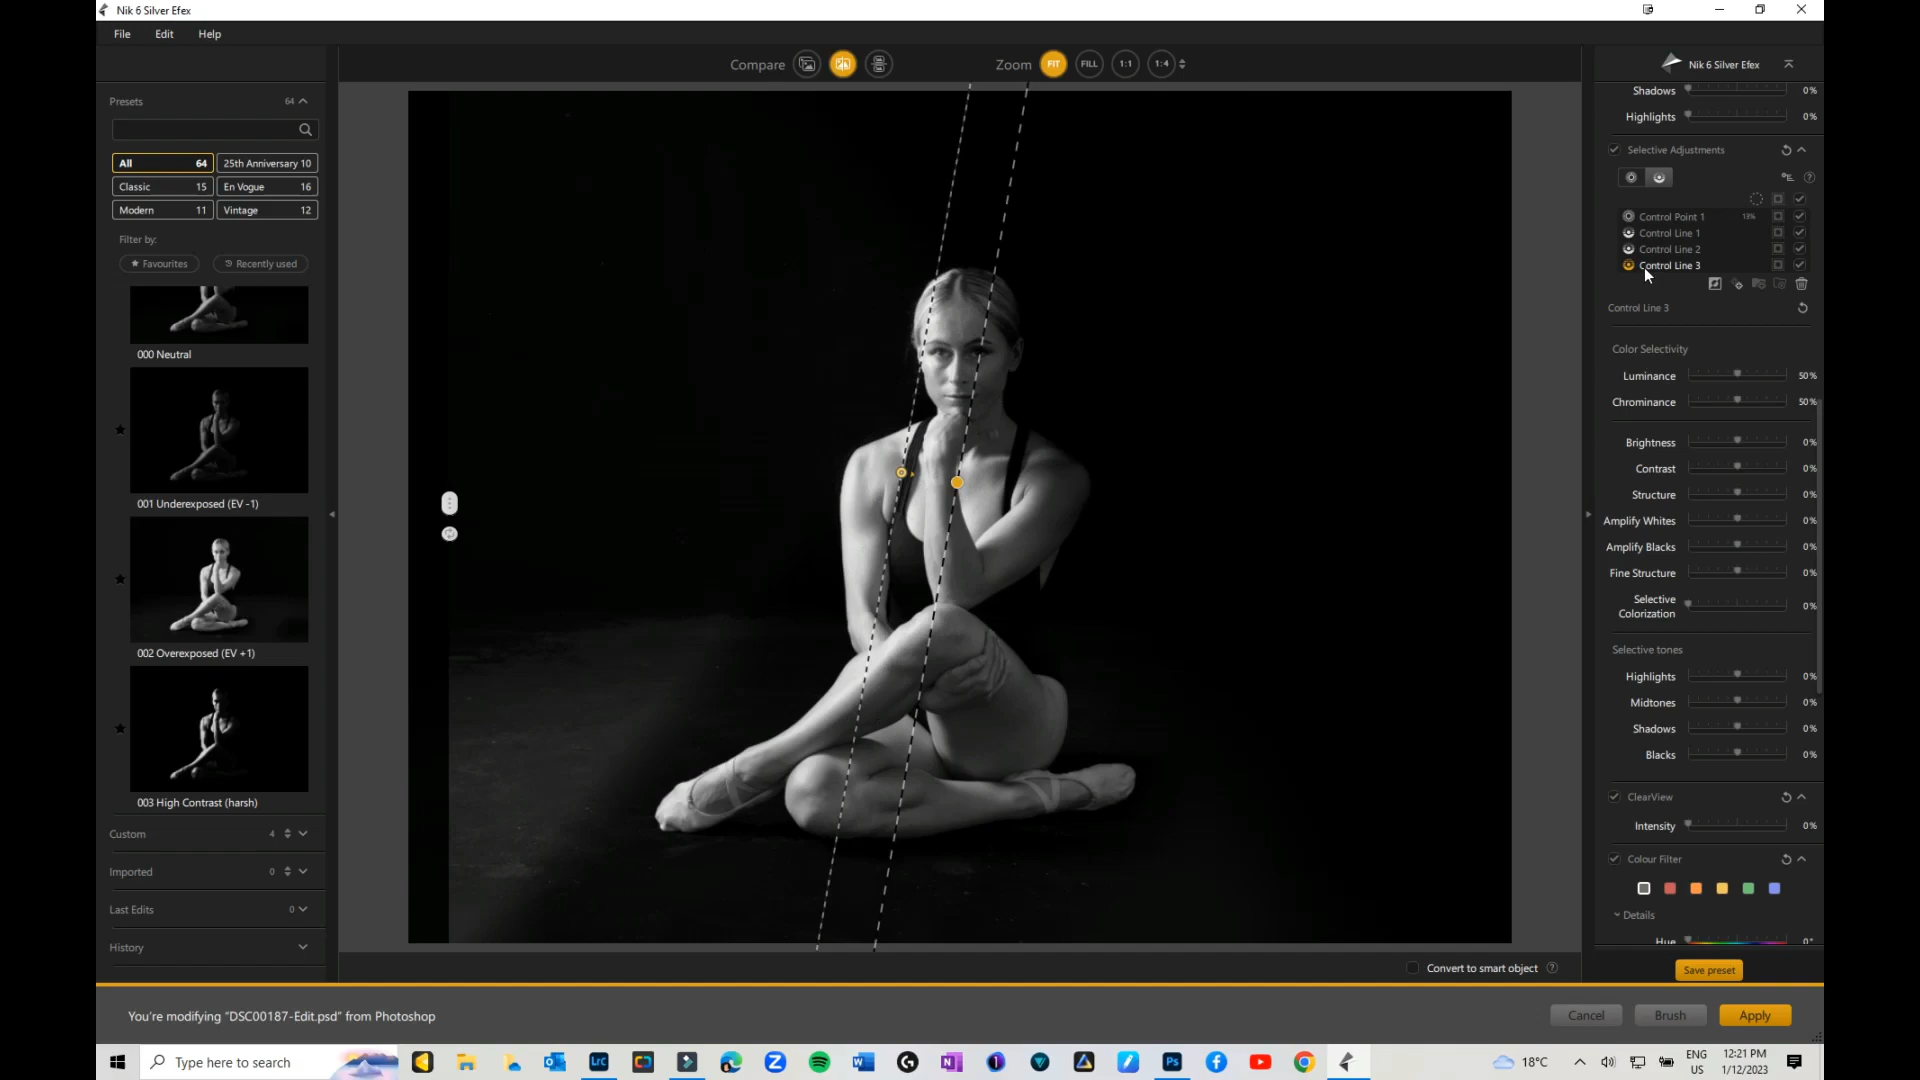 Nik 6 Silver Efex
File Edit Help
Compare Zoom FIT FILL 1:1 1:4
Nik 6 Silver Efex
Presets 64
All 64 25th Anniversary 10
Classic 15 En Vogue 16
Modern 11 Vintage 12
Filter by:
Favourites Recently used
000 Neutral
001 Underexposed (EV -1)
002 Overexposed (EV +1)
003 High Contrast (harsh)
Custom 4
Imported 0
Last Edits 0
History
Shadows 0%
Highlights 0%
Selective Adjustments
Control Point 1 13%
Control Line 1
Control Line 2
Control Line 3
Control Line 3
Color Selectivity
Luminance 50%
Chrominance 50%
Brightness 0%
Contrast 0%
Structure 0%
Amplify Whites 0%
Amplify Blacks 0%
Fine Structure 0%
Selective
Colorization 0%
Selective tones
Highlights 0%
Midtones 0%
Shadows 0%
Blacks 0%
ClearView
Intensity 0%
Colour Filter
Details
Hue 0°
Convert to smart object ?
Save preset
You're modifying "DSC00187-Edit.psd" from Photoshop
Cancel Brush Apply
Type here to search
LrC
Ps
18°C
ENG
US
12:21 PM
1/12/2023